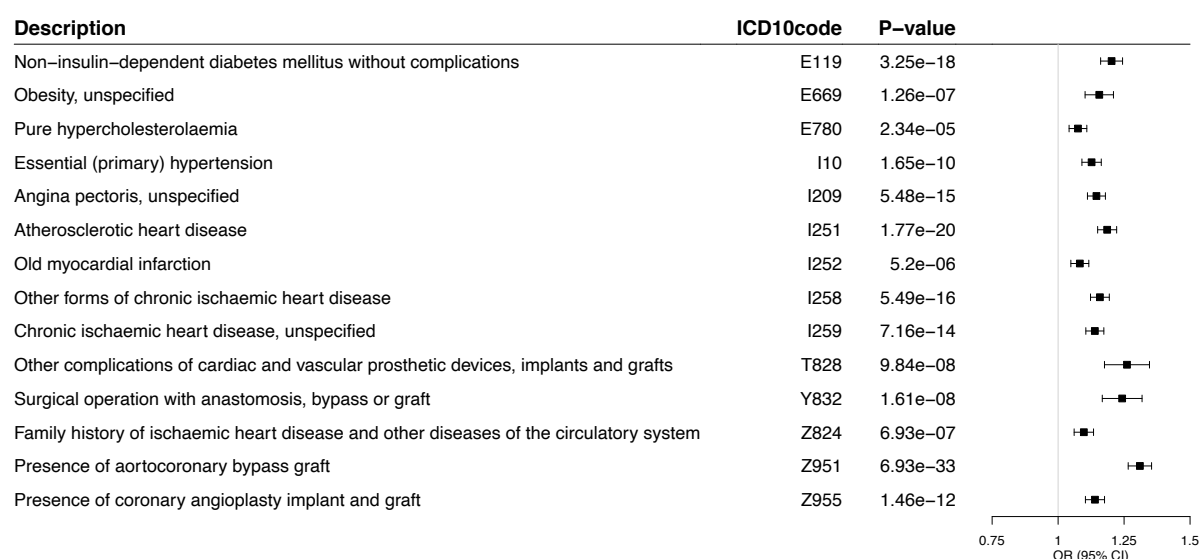 Description ICD10code P−value
Non−insulin−dependent diabetes mellitus without complications E119 3.25e−18
Obesity, unspecified E669 1.26e−07
Pure hypercholesterolaemia E780 2.34e−05
Essential (primary) hypertension I10 1.65e−10
Angina pectoris, unspecified I209 5.48e−15
Atherosclerotic heart disease I251 1.77e−20
Old myocardial infarction I252 5.2e−06
Other forms of chronic ischaemic heart disease I258 5.49e−16
Chronic ischaemic heart disease, unspecified I259 7.16e−14
Other complications of cardiac and vascular prosthetic devices, implants and grafts T828 9.84e−08
Surgical operation with anastomosis, bypass or graft Y832 1.61e−08
Family history of ischaemic heart disease and other diseases of the circulatory system Z824 6.93e−07
Presence of aortocoronary bypass graft Z951 6.93e−33
Presence of coronary angioplasty implant and graft Z955 1.46e−12
0.75 1 1.25 1.5
OR (95% CI)